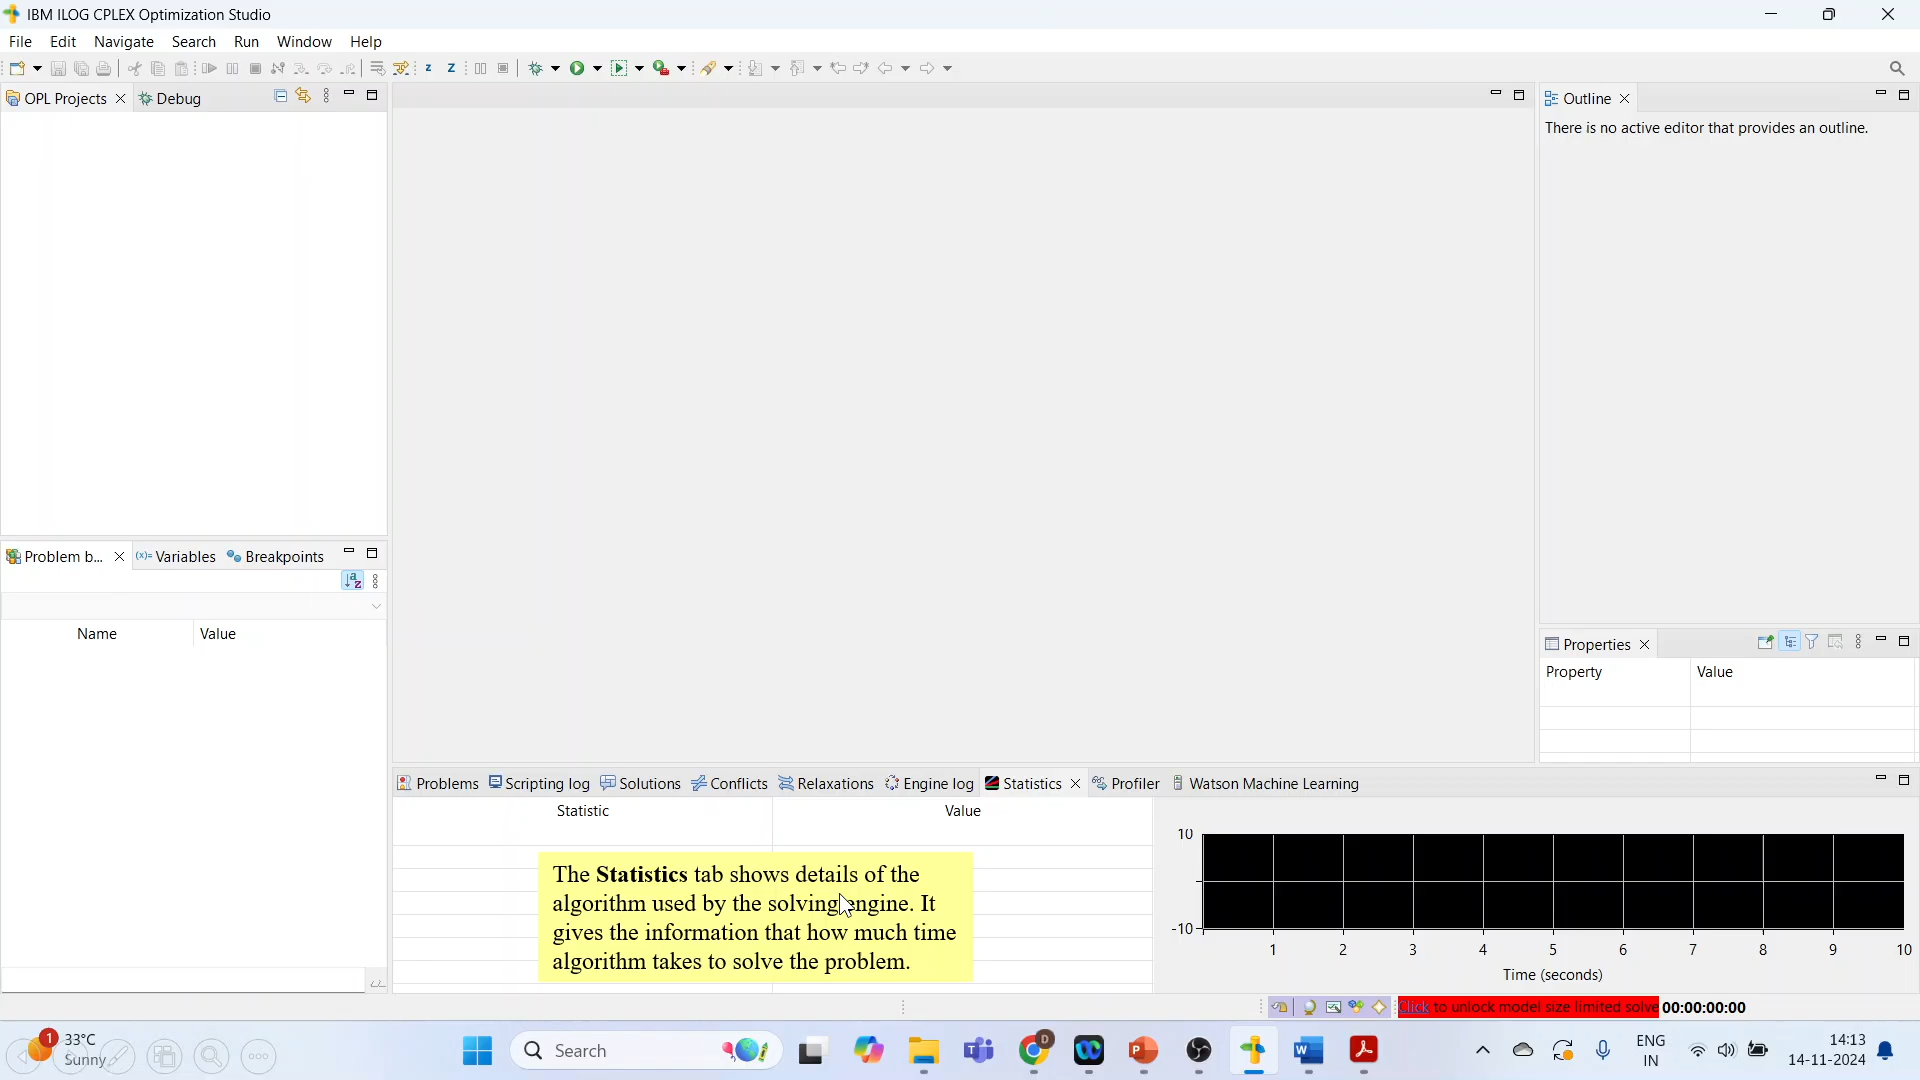 IBM ILOG CPLEX Optimization Studio
File Edit Navigate Search Run Window Help
OPL Projects Debug
Outline
There is no active editor that provides an outline.
Problem b... Variables Breakpoints
Name Value
Properties
Property Value
Problems Scripting log Solutions Conflicts Relaxations Engine log Statistics Profiler Watson Machine Learning
Statistic Value
The Statistics tab shows details of the
algorithm used by the solving engine. It
gives the information that how much time
algorithm takes to solve the problem.
10
-10
1 2 3 4 5 6 7 8 9 10
Time (seconds)
Click to unlock model size limited solve 00:00:00:00
1
33°C
Sunny
Search
D
ENG
IN
14:13
14-11-2024